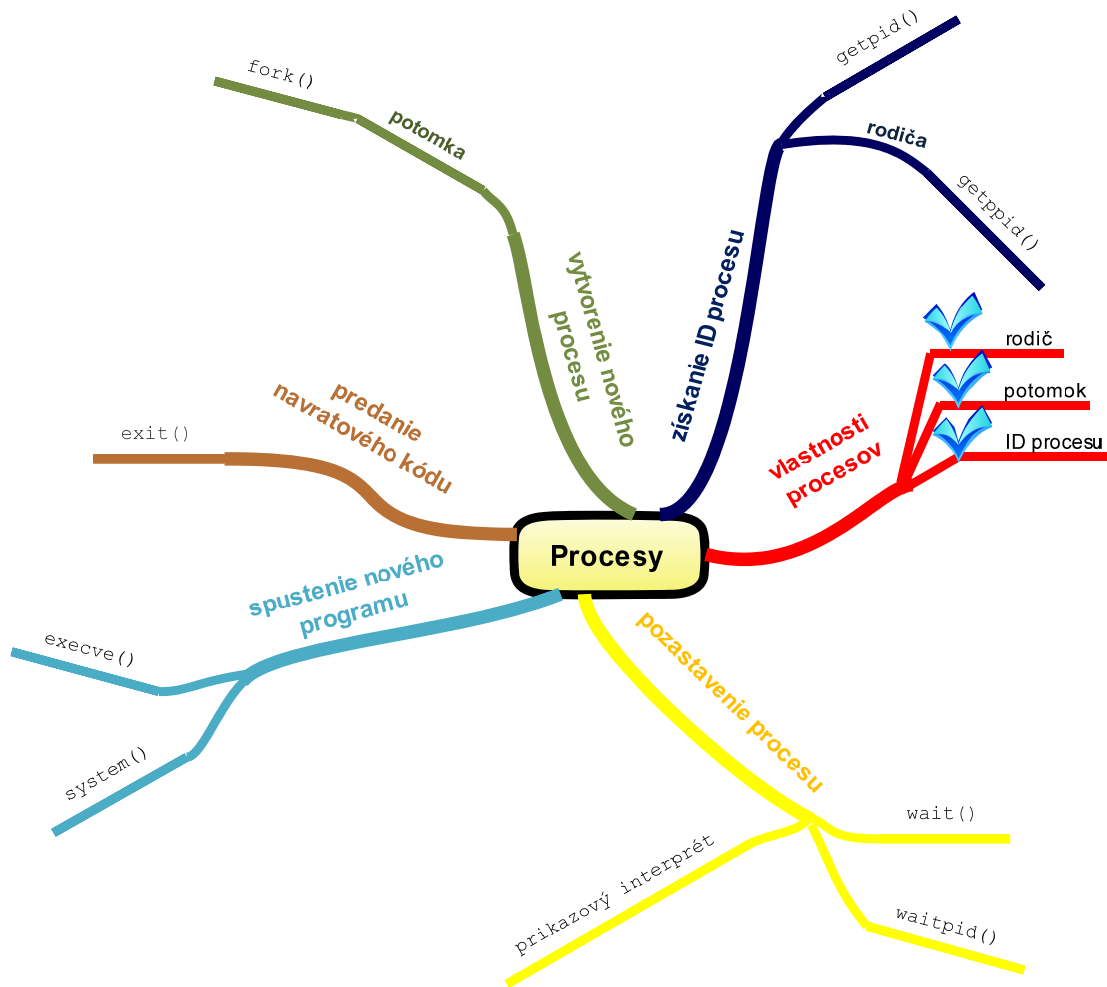 Procesy
získanie ID procesu
getpid()
rodiča
getppid()
vlastnosti
procesov
rodič
potomok
ID procesu
pozastavenie procesu
wait()
waitpid()
prikazový interprét
spustenie nového
programu
execve()
system()
predanie
navratového kódu
exit()
vytvorenie nového
procesu
potomka
fork()